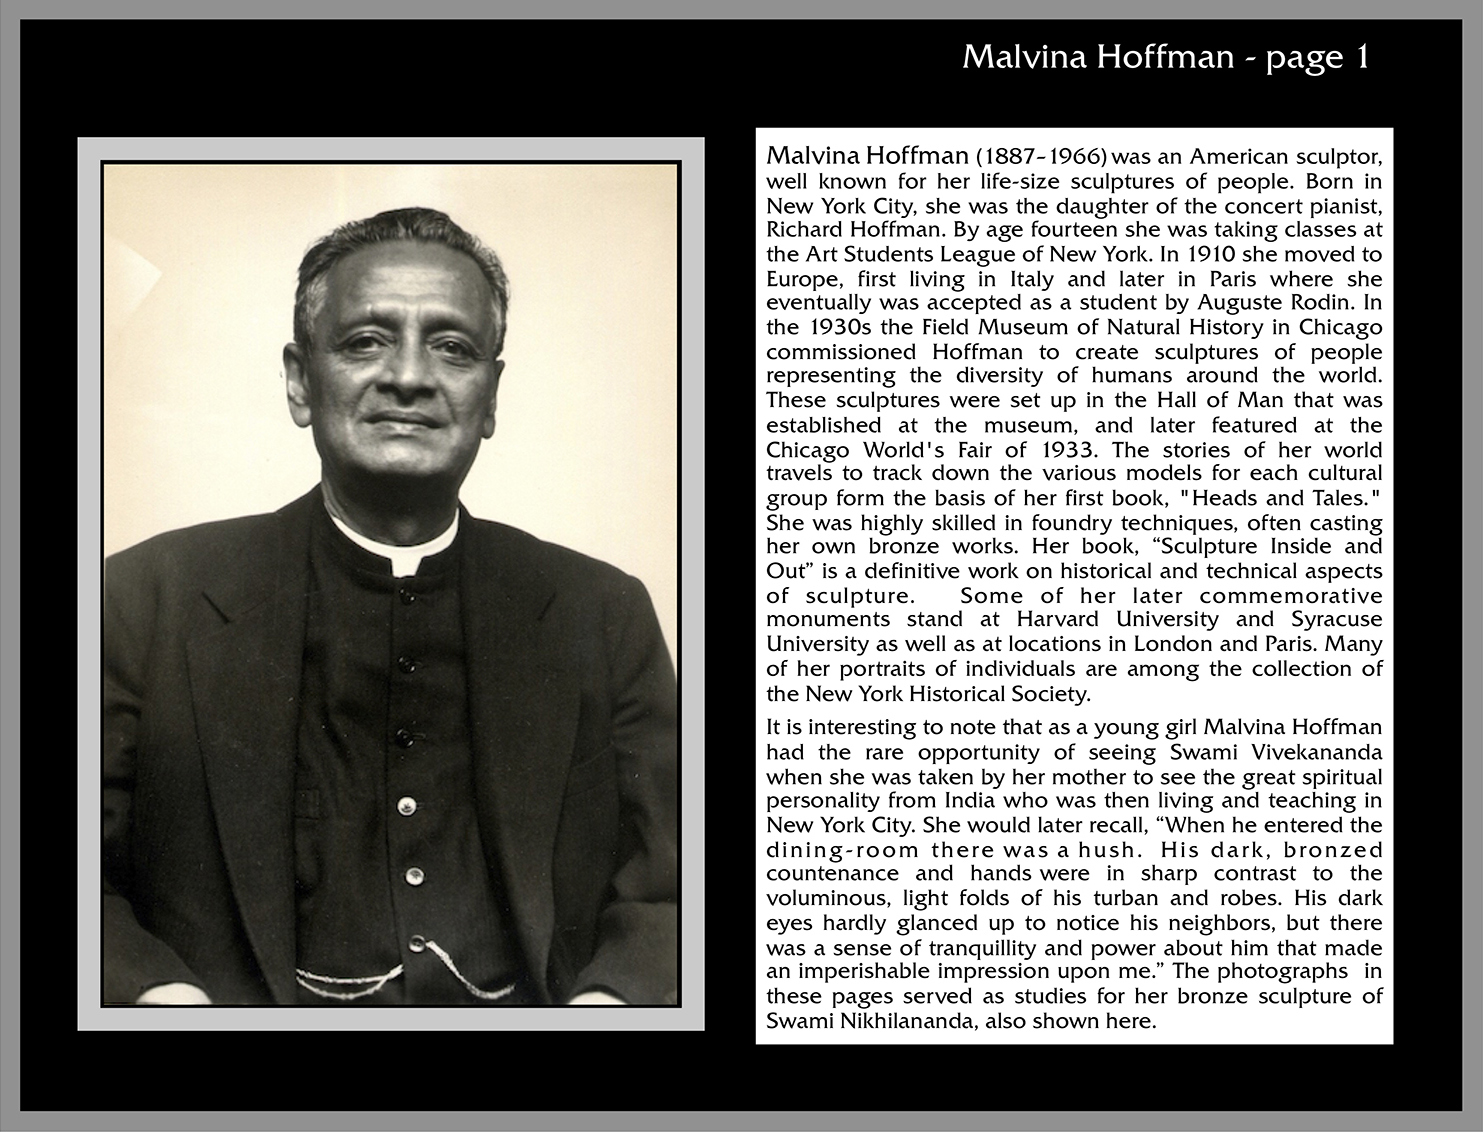 Malvina Hoffman - page 1
Malvina Hoffman (1887-1966) was an American sculptor,
well known for her life-size sculptures of people. Born in
New York City, she was the daughter of the concert pianist,
Richard Hoffman. By age fourteen she was taking classes at
the Art Students League of New York. In 1910 she moved to
Europe, first living in Italy and later in Paris where she
eventually was accepted as a student by Auguste Rodin. In
the 1930s the Field Museum of Natural History in Chicago
commissioned Hoffman to create sculptures of people
representing the diversity of humans around the world.
These sculptures were set up in the Hall of Man that was
established at the museum, and later featured at the
Chicago World's Fair of 1933. The stories of her world
travels to track down the various models for each cultural
group form the basis of her first book, "Heads and Tales."
She was highly skilled in foundry techniques, often casting
her own bronze works. Her book, “Sculpture Inside and
Out” is a definitive work on historical and technical aspects
of sculpture. Some of her later commemorative
monuments stand at Harvard University and Syracuse
University as well as at locations in London and Paris. Many
of her portraits of individuals are among the collection of
the New York Historical Society.
It is interesting to note that as a young girl Malvina Hoffman
had the rare opportunity of seeing Swami Vivekananda
when she was taken by her mother to see the great spiritual
personality from India who was then living and teaching in
New York City. She would later recall, “When he entered the
dining-room there was a hush. His dark, bronzed
countenance and hands were in sharp contrast to the
voluminous, light folds of his turban and robes. His dark
eyes hardly glanced up to notice his neighbors, but there
was a sense of tranquillity and power about him that made
an imperishable impression upon me.” The photographs in
these pages served as studies for her bronze sculpture of
Swami Nikhilananda, also shown here.